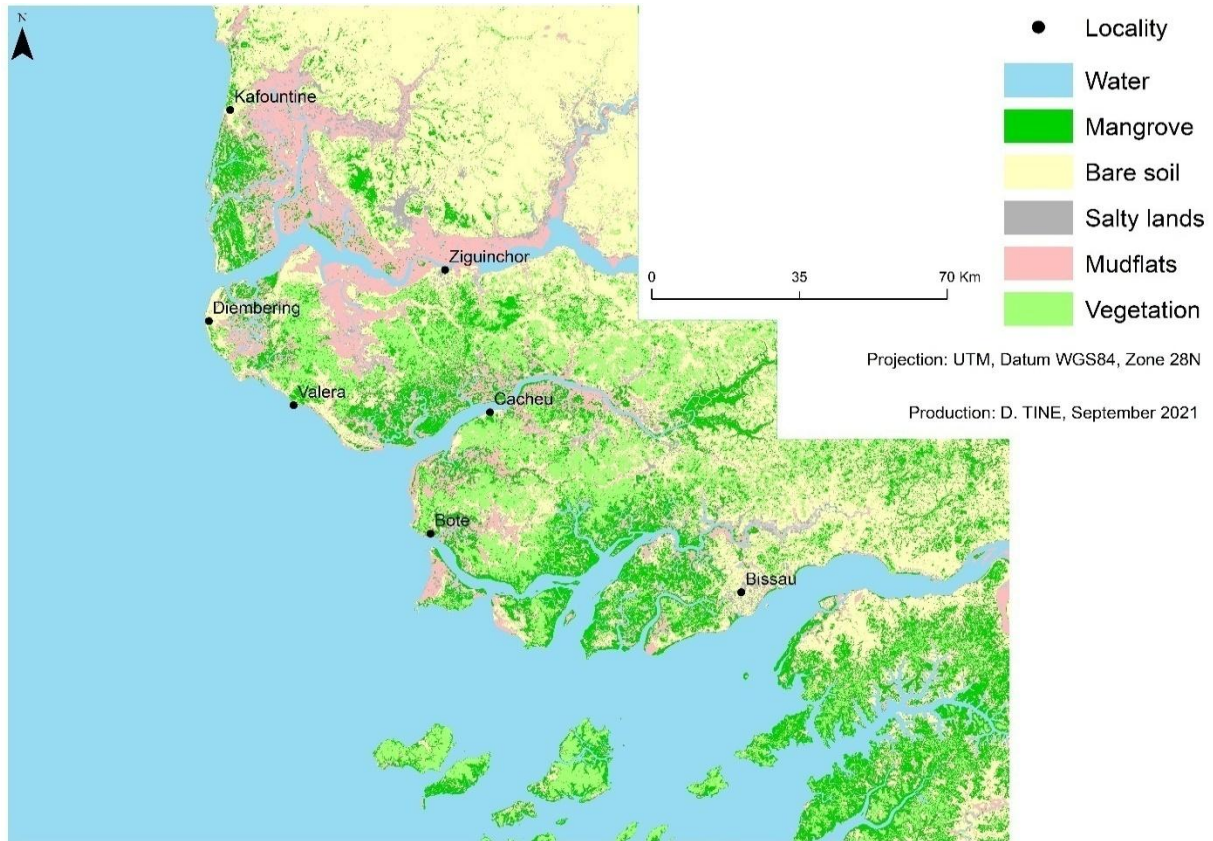 N
Kafountine
Ziguinchor
Diembering
Valera
Cacheu
Bote
Bissau
Locality
Water
Mangrove
Bare soil
Salty lands
Mudflats
Vegetation
0 35 70 Km
Projection: UTM, Datum WGS84, Zone 28N
Production: D. TINE, September 2021